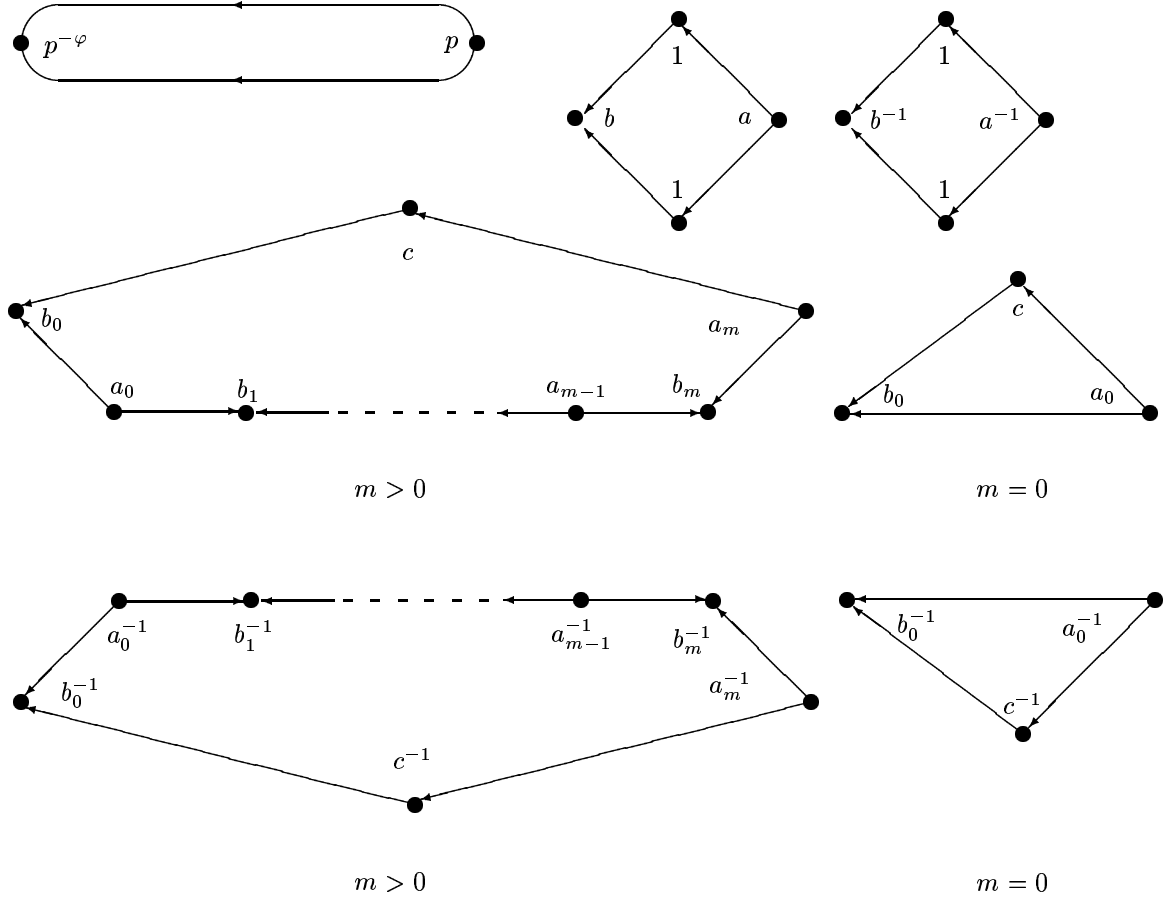 p^{-φ} p
1 1
b a b^{-1} a^{-1}
1 1
c
b_0 a_m c
a_0 b_1 a_{m-1} b_m b_0 a_0
m > 0 m = 0
a_0^{-1} b_1^{-1} a_{m-1}^{-1} b_m^{-1} b_0^{-1} a_0^{-1}
b_0^{-1} a_m^{-1} c^{-1}
c^{-1}
m > 0 m = 0